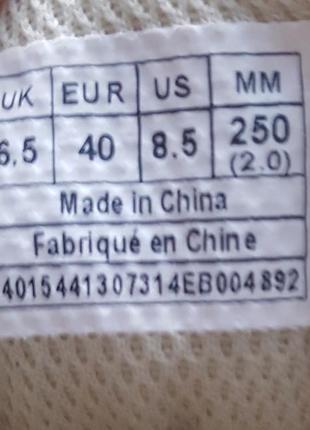 UK EUR US MM
6.5 40 8.5 250
(2.0)
Made in China
Fabriqué en Chine
4015441307314EB004892